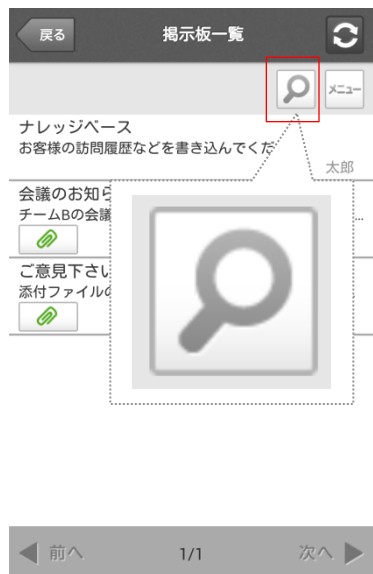 戻る
掲示板一覧
メニュー
ナレッジベース
お客様の訪問履歴などを書き込んでくだ
太郎
会議のお知ら
チームBの会議
...
ご意見下さい
添付ファイルの
前へ
1/1
次へ